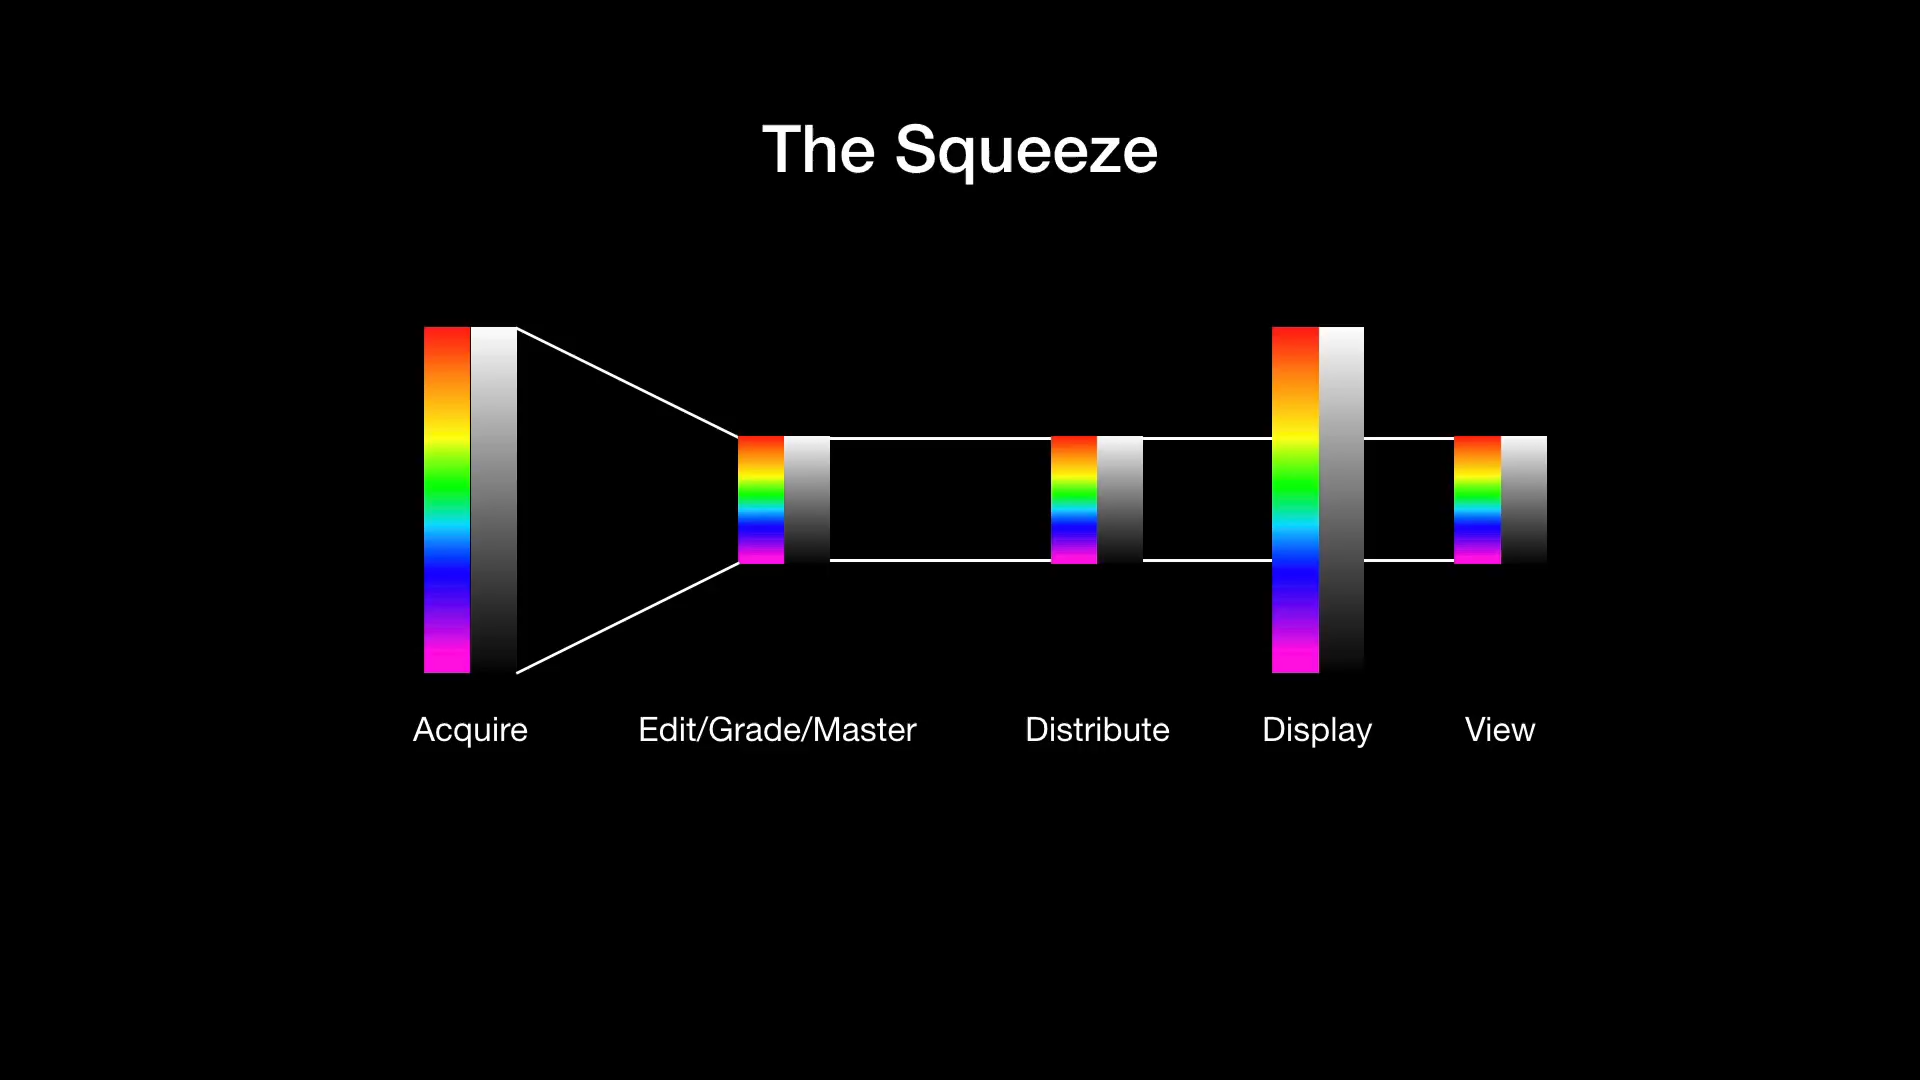 The Squeeze
Acquire
Edit/Grade/Master
Distribute
Display
View